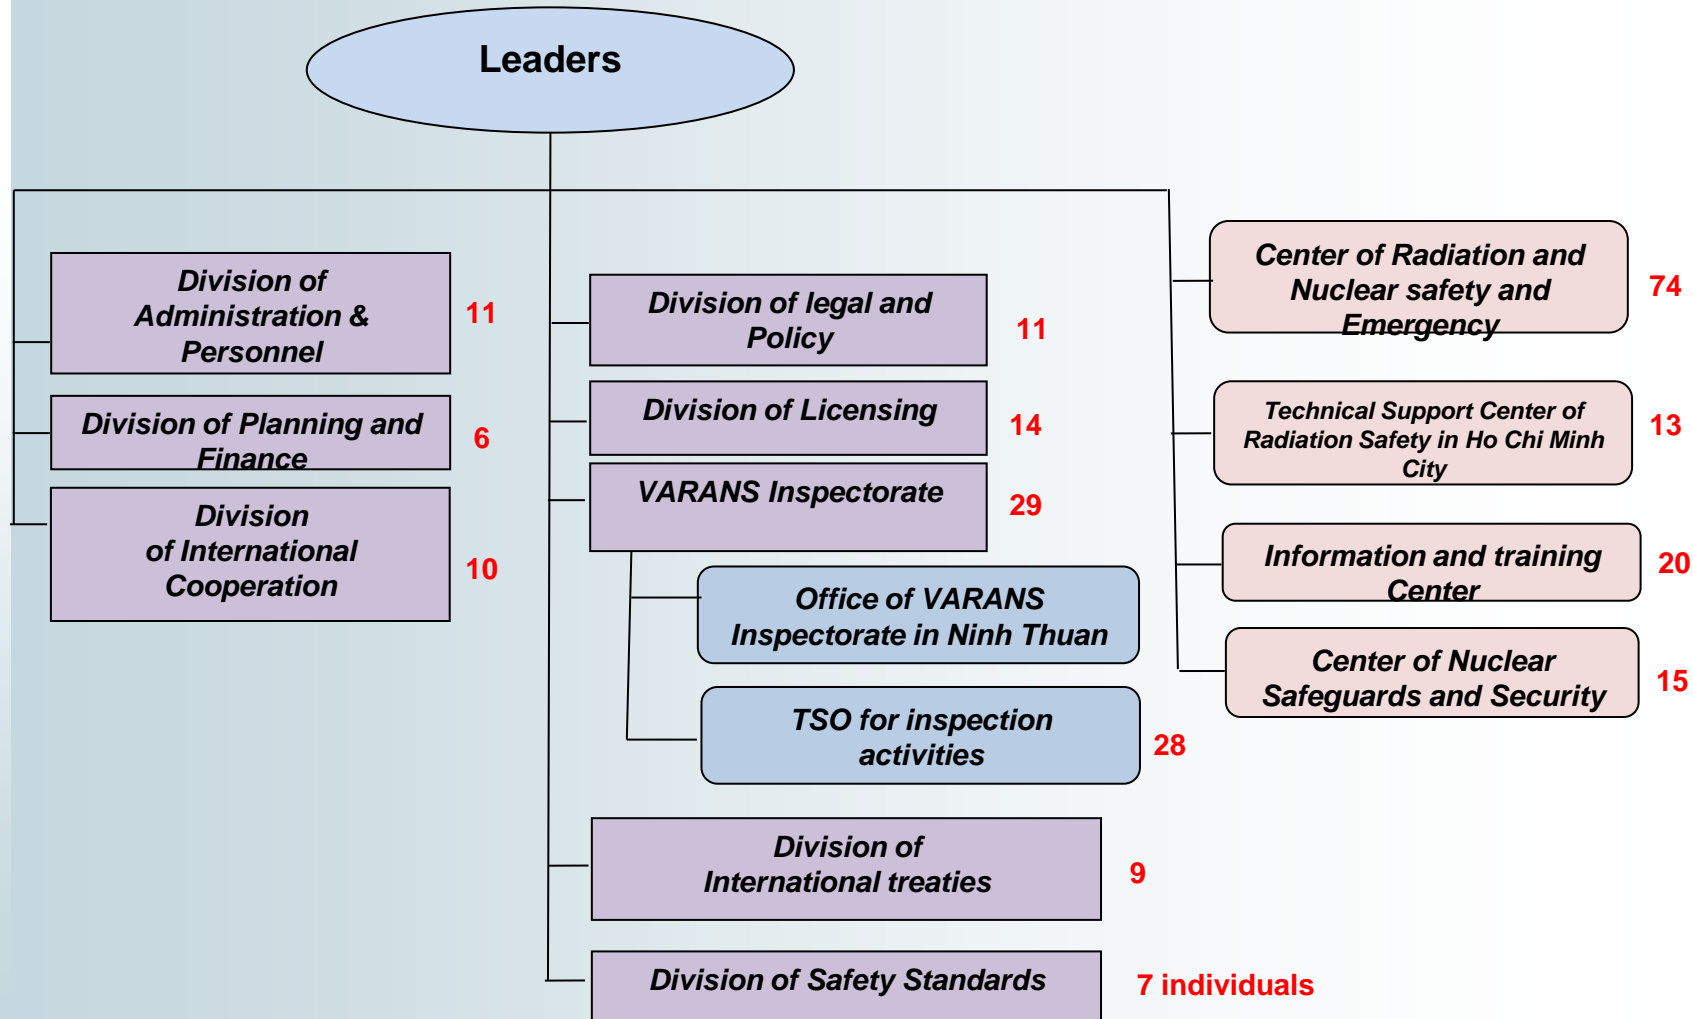 Leaders
Division of
Administration &
Personnel
11
Division of Planning and
Finance
6
Division
of International
Cooperation
10
Division of legal and
Policy
11
Division of Licensing
14
VARANS Inspectorate
29
Office of VARANS
Inspectorate in Ninh Thuan
TSO for inspection
activities
28
Division of
International treaties
9
Division of Safety Standards
7 individuals
Center of Radiation and
Nuclear safety and
Emergency
74
Technical Support Center of
Radiation Safety in Ho Chi Minh
City
13
Information and training
Center
20
Center of Nuclear
Safeguards and Security
15